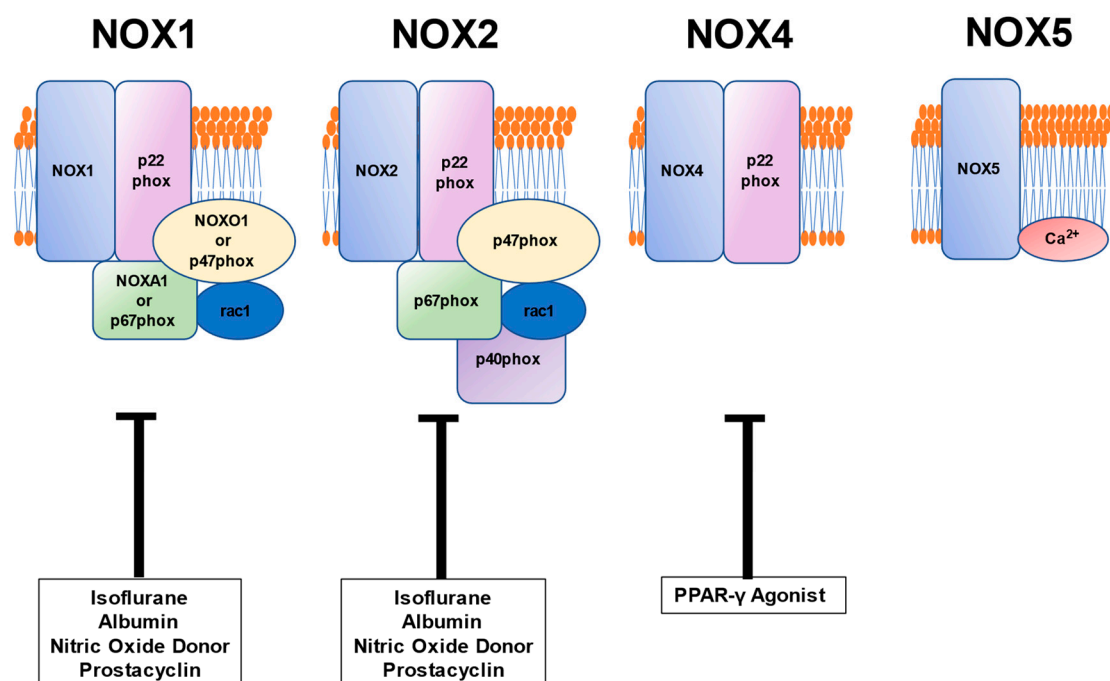 NOX1
NOX2
NOX4
NOX5
NOX1
p22
phox
NOXO1
or
p47phox
NOXA1
or
p67phox
rac1
NOX2
p22
phox
p47phox
p67phox
rac1
p40phox
NOX4
p22
phox
NOX5
Ca²⁺
Isoflurane
Albumin
Nitric Oxide Donor
Prostacyclin
Isoflurane
Albumin
Nitric Oxide Donor
Prostacyclin
PPAR-γ Agonist